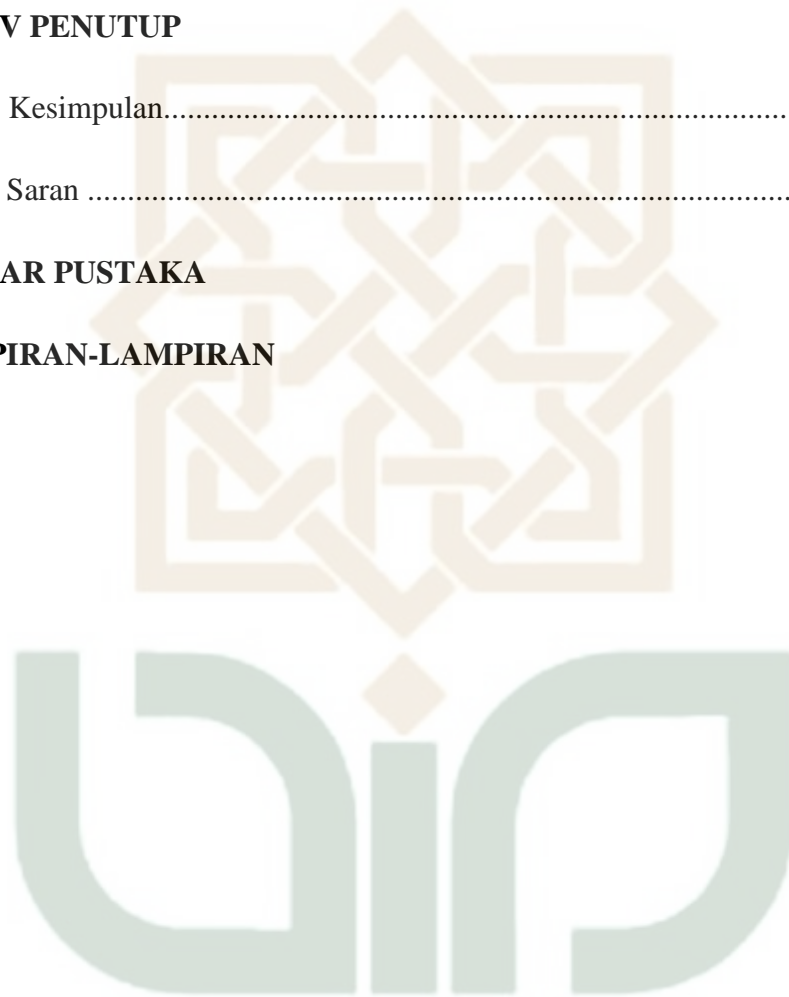 V PENUTUP
Kesimpulan..................................................................................
Saran ............................................................................................
AR PUSTAKA
PIRAN-LAMPIRAN